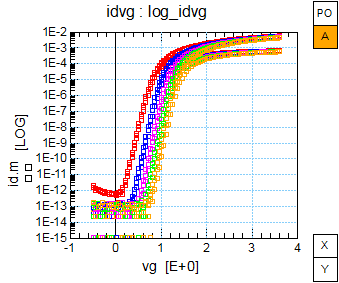 idvg : log_idvg
PO
A
1E-2
1E-3
1E-4
1E-5
1E-6
1E-7
1E-8
1E-9
1E-10
1E-11
1E-12
1E-13
1E-14
1E-15
id.m [LOG]
-1 0 1 2 3 4
vg [E+0]
X
Y